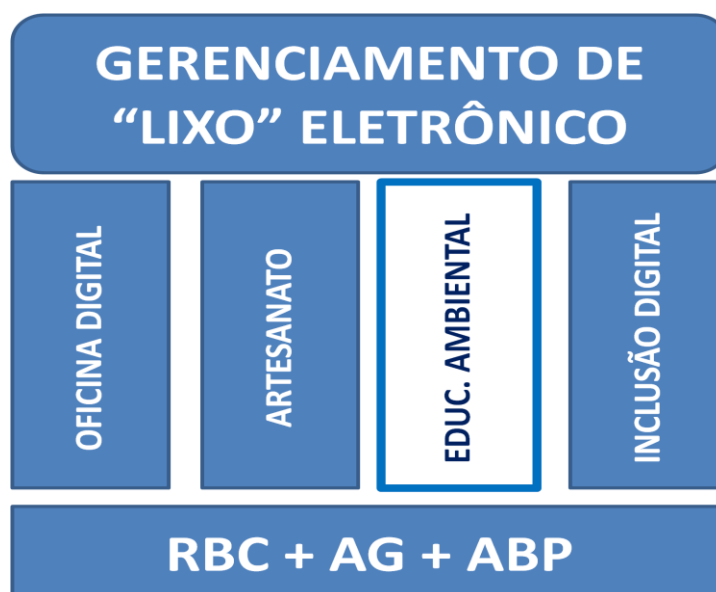 GERENCIAMENTO DE
“LIXO” ELETRÔNICO
OFICINA DIGITAL
ARTESANATO
EDUC. AMBIENTAL
INCLUSÃO DIGITAL
RBC + AG + ABP